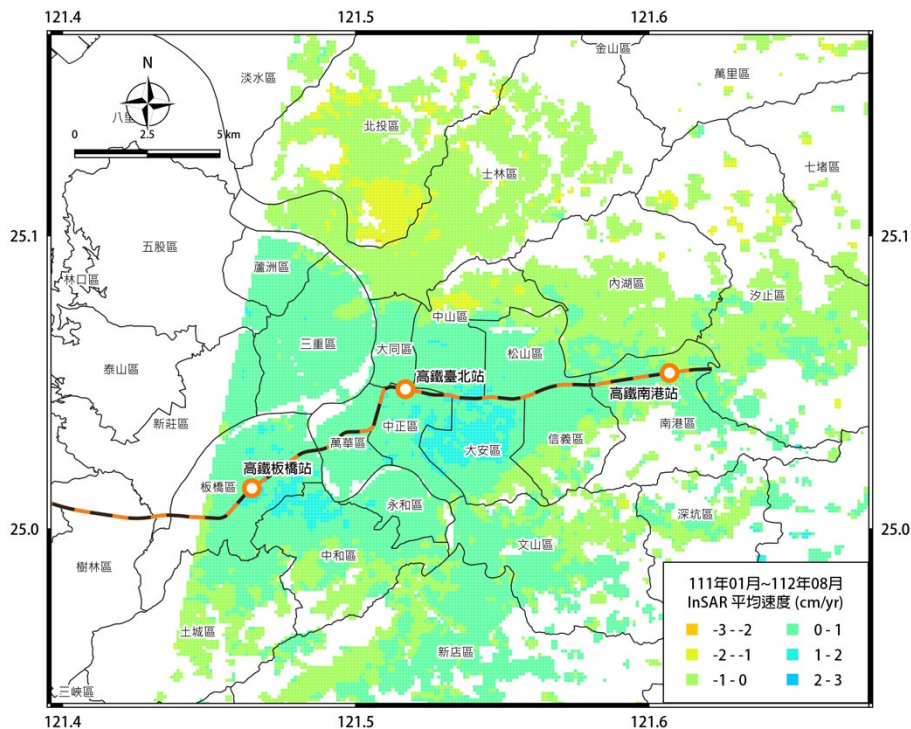 121.4 121.5 121.6
金山區
萬里區
淡水區
N
八里
0 2.5 5 km
北投區
七堵區
士林區
25.1 25.1
五股區
蘆洲區
林口區
內湖區
汐止區
中山區
三重區
大同區
松山區
泰山區
高鐵臺北站
高鐵南港站
新莊區
中正區
南港區
萬華區
信義區
大安區
高鐵板橋站
板橋區
永和區
深坑區
25.0 25.0
文山區
中和區
樹林區
111年01月~112年08月
InSAR 平均速度 (cm/yr)
-3 - -2 0 - 1
-2 - -1 1 - 2
-1 - 0 2 - 3
土城區
新店區
三峽區
121.4 121.5 121.6